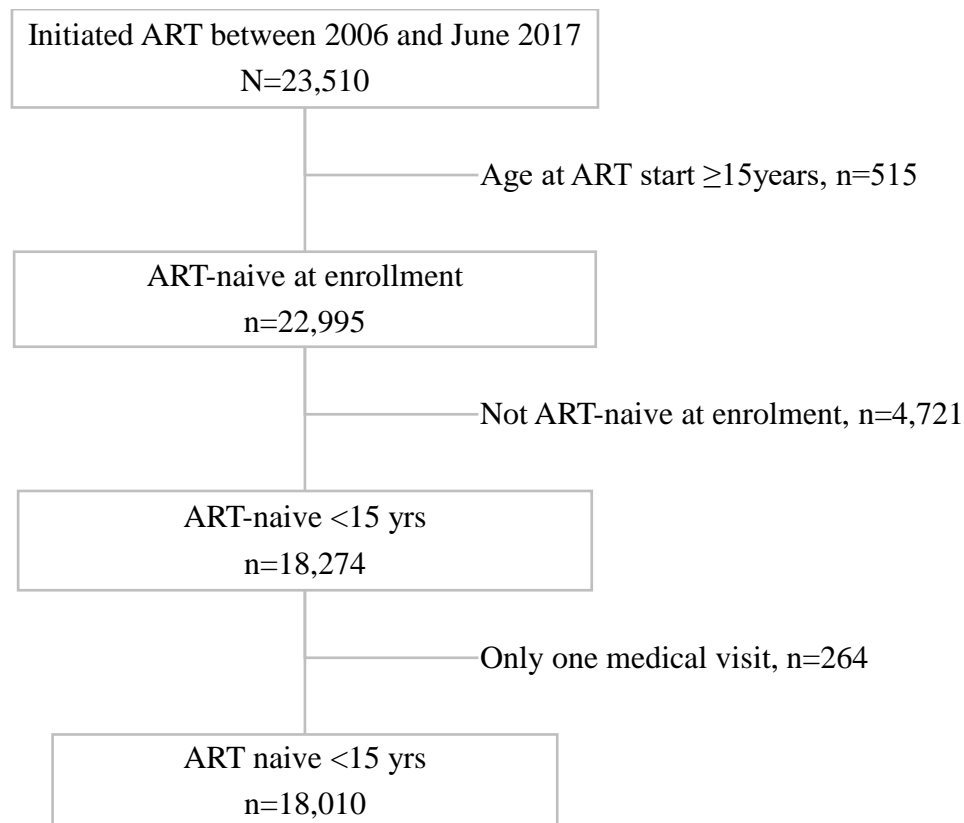 Initiated ART between 2006 and June 2017
N=23,510
Age at ART start ≥15years, n=515
ART-naive at enrollment
n=22,995
Not ART-naive at enrolment, n=4,721
ART-naive <15 yrs
n=18,274
Only one medical visit, n=264
ART naive <15 yrs
n=18,010